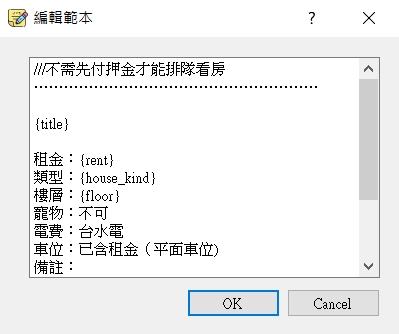 編輯範本
///不需先付押金才能排隊看房
......................................................
{title}
租金：{rent}
類型：{house_kind}
樓層：{floor}
寵物：不可
電費：台水電
車位：已含租金（平面車位)
備註：
OK
Cancel